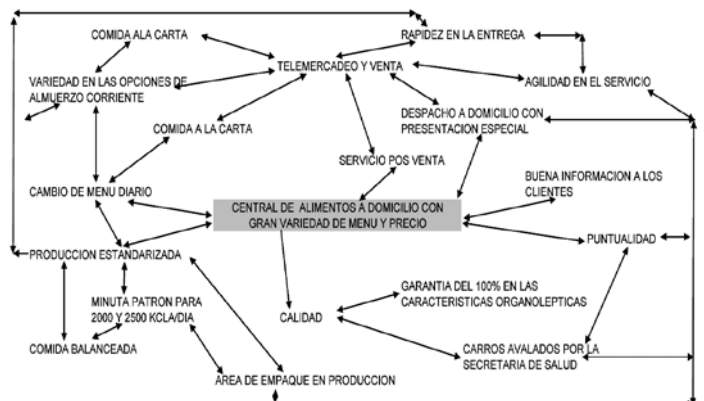 COMIDA ALA CARTA
RAPIDEZ EN LA ENTREGA
TELEMERCADEO Y VENTA
VARIEDAD EN LAS OPCIONES DE
ALMUERZO CORRIENTE
AGILIDAD EN EL SERVICIO
DESPACHO A DOMICILIO CON
PRESENTACION ESPECIAL
COMIDA A LA CARTA
SERVICIO POS VENTA
BUENA INFORMACION A LOS
CLIENTES
CAMBIO DE MENU DIARIO
CENTRAL DE ALIMENTOS A DOMICILIO CON
GRAN VARIEDAD DE MENU Y PRECIO
PUNTUALIDAD
PRODUCCION ESTANDARIZADA
GARANTIA DEL 100% EN LAS
CARACTERISTICAS ORGANOLEPTICAS
MINUTA PATRON PARA
2000 Y 2500 KCLA/DIA
CALIDAD
COMIDA BALANCEADA
CARROS AVALADOS POR LA
SECRETARIA DE SALUD
AREA DE EMPAQUE EN PRODUCCION